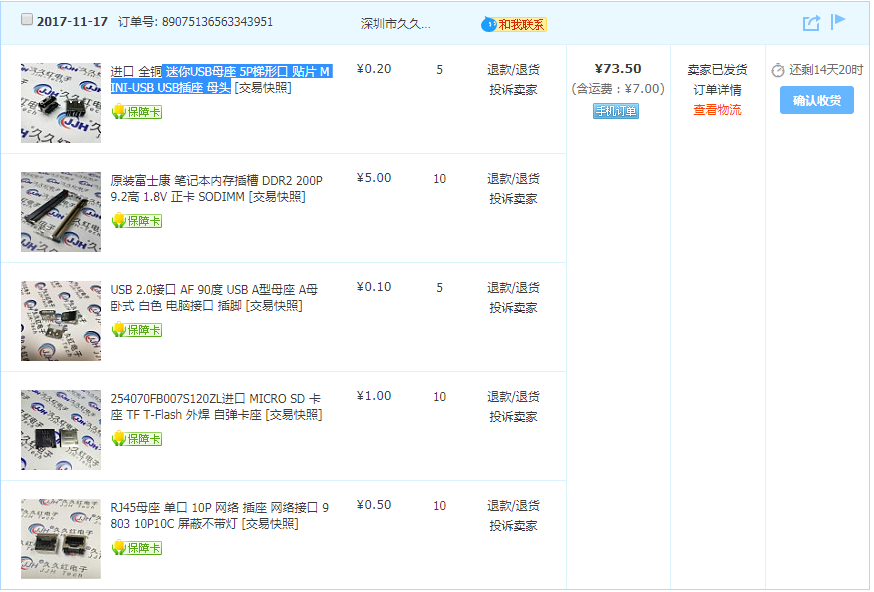 2017-11-17 订单号: 89075136563343951 深圳市久久... 和我联系
进口 全铜 迷你USB母座 5P梯形口 贴片 M
INI-USB USB插座 母头 [交易快照]
保障卡
¥0.20
5
退款/退货
投诉卖家
¥73.50
(含运费：¥7.00)
手机订单
卖家已发货
订单详情
查看物流
还剩14天20时
确认收货
原装富士康 笔记本内存插槽 DDR2 200P
9.2高 1.8V 正卡 SODIMM [交易快照]
保障卡
¥5.00
10
退款/退货
投诉卖家
USB 2.0接口 AF 90度 USB A型母座 A母
卧式 白色 电脑接口 插脚 [交易快照]
保障卡
¥0.10
5
退款/退货
投诉卖家
254070FB007S120ZL进口 MICRO SD 卡
座 TF T-Flash 外焊 自弹卡座 [交易快照]
保障卡
¥1.00
10
退款/退货
投诉卖家
RJ45母座 单口 10P 网络 插座 网络接口 9
803 10P10C 屏蔽不带灯 [交易快照]
保障卡
¥0.50
10
退款/退货
投诉卖家